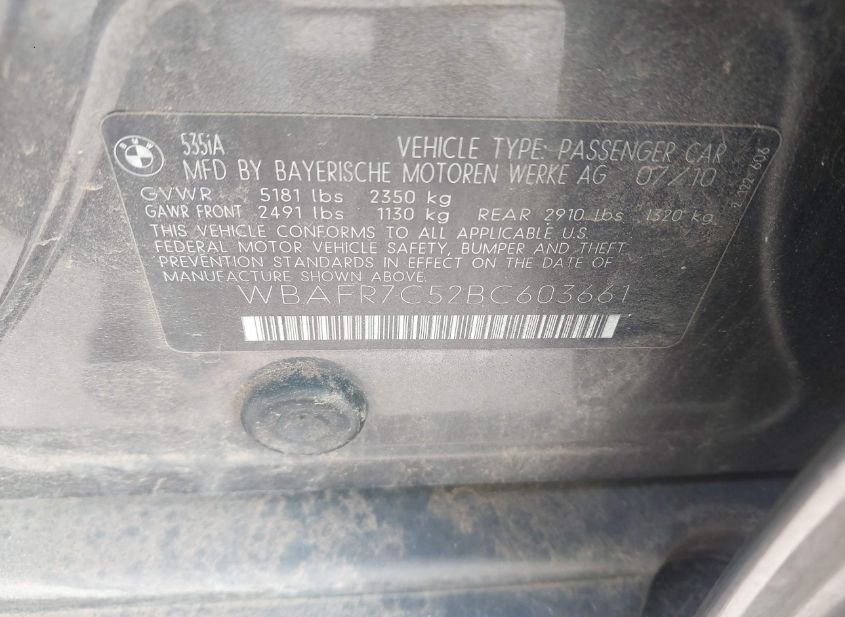 BMW
535iA VEHICLE TYPE: PASSENGER CAR
MFD BY BAYERISCHE MOTOREN WERKE AG 07/10
GVWR 5181 lbs 2350 kg
GAWR FRONT 2491 lbs 1130 kg REAR 2910 lbs 1320 kg
THIS VEHICLE CONFORMS TO ALL APPLICABLE U.S.
FEDERAL MOTOR VEHICLE SAFETY, BUMPER AND THEFT
PREVENTION STANDARDS IN EFFECT ON THE DATE OF
MANUFACTURE SHOWN ABOVE.
WBAFR7C52BC603661
606